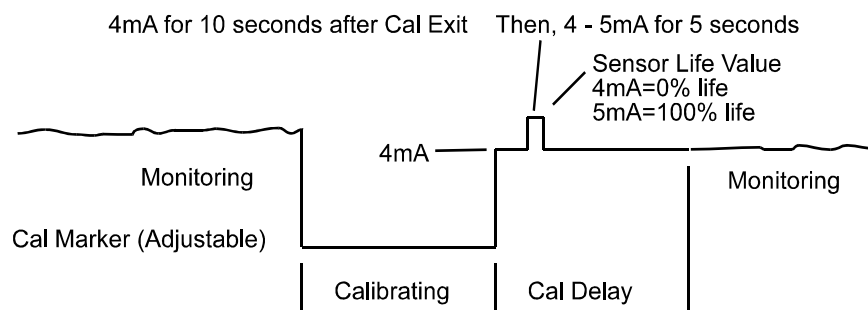 4mA for 10 seconds after Cal Exit
Then, 4 - 5mA for 5 seconds
Sensor Life Value
4mA=0% life
5mA=100% life
4mA
Monitoring
Monitoring
Cal Marker (Adjustable)
Calibrating
Cal Delay